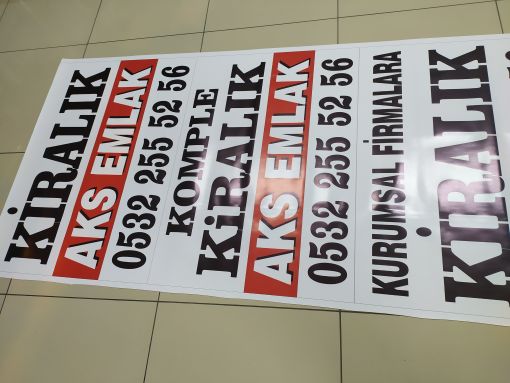 KİRALIK
AKS EMLAK
0532 255 52 56
KOMPLE
KİRALIK
AKS EMLAK
0532 255 52 56
KURUMSAL FİRMALARA
KİRALIK